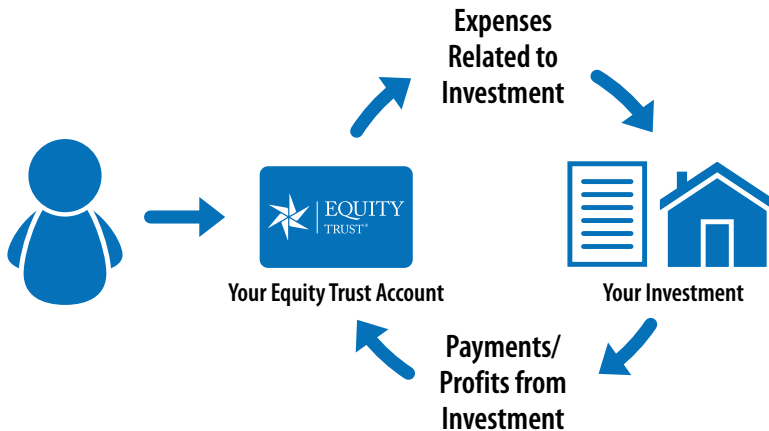 Expenses
Related to
Investment
EQUITY
TRUST®
Your Equity Trust Account
Your Investment
Payments/
Profits from
Investment